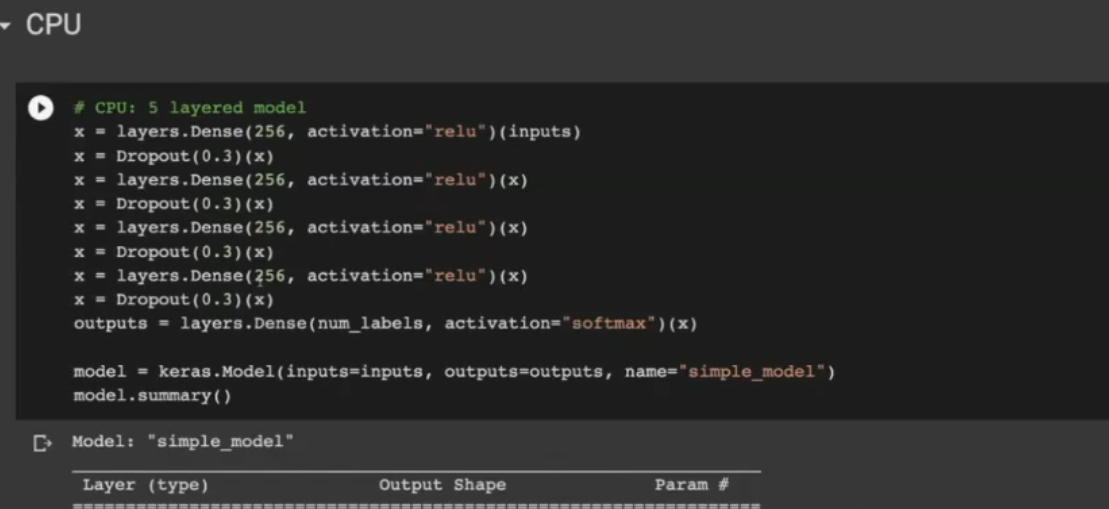 CPU
# CPU: 5 layered model
x = layers.Dense(256, activation="relu")(inputs)
x = Dropout(0.3)(x)
x = layers.Dense(256, activation="relu")(x)
x = Dropout(0.3)(x)
x = layers.Dense(256, activation="relu")(x)
x = Dropout(0.3)(x)
x = layers.Dense(256, activation="relu")(x)
x = Dropout(0.3)(x)
outputs = layers.Dense(num_labels, activation="softmax")(x)
model = keras.Model(inputs=inputs, outputs=outputs, name="simple_model")
model.summary()
Model: "simple_model"
Layer (type) Output Shape Param #